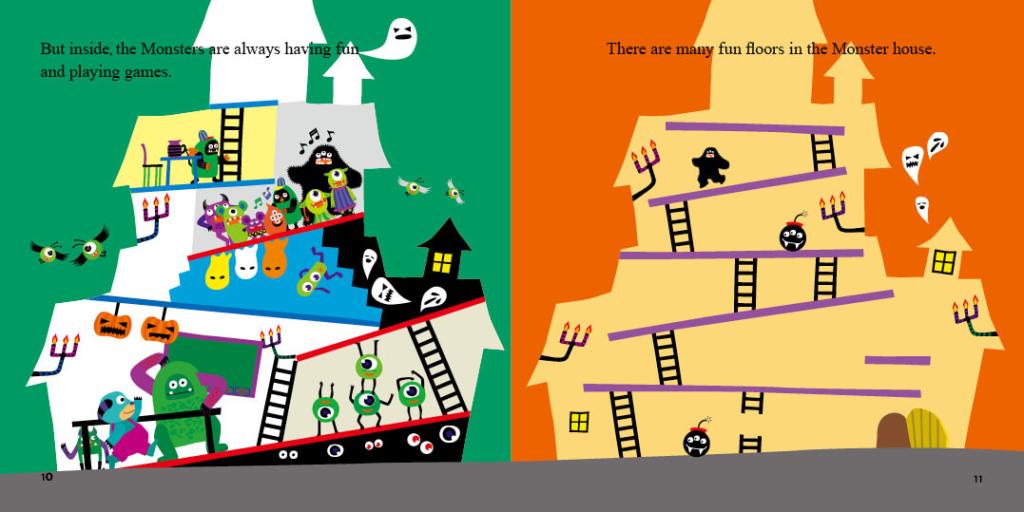 But inside, the Monsters are always having fun
and playing games.
There are many fun floors in the Monster house.
10
11